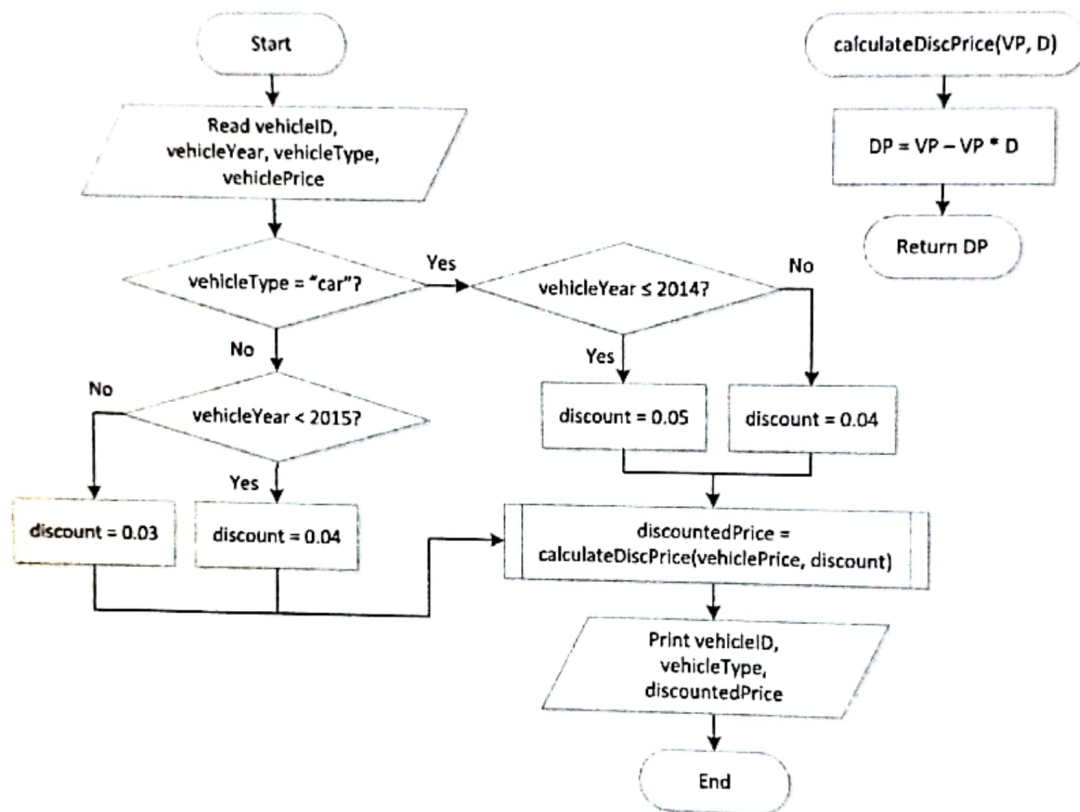 Start
Read vehicleID,
vehicleYear, vehicleType,
vehiclePrice
vehicleType = "car"?
Yes
vehicleYear ≤ 2014?
No
No
Yes
vehicleYear < 2015?
No
Yes
discount = 0.05
discount = 0.04
discount = 0.03
discount = 0.04
discountedPrice =
calculateDiscPrice(vehiclePrice, discount)
Print vehicleID,
vehicleType,
discountedPrice
End
calculateDiscPrice(VP, D)
DP = VP – VP * D
Return DP